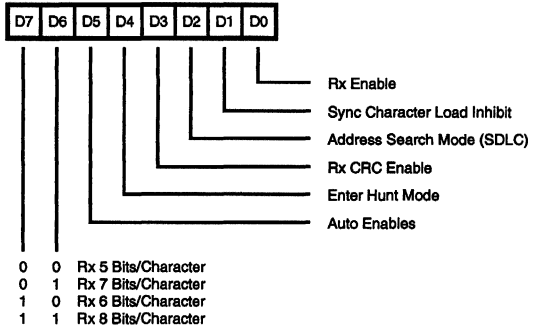 D7 D6 D5 D4 D3 D2 D1 D0
Rx Enable
Sync Character Load Inhibit
Address Search Mode (SDLC)
Rx CRC Enable
Enter Hunt Mode
Auto Enables
0 0 Rx 5 Bits/Character
0 1 Rx 7 Bits/Character
1 0 Rx 6 Bits/Character
1 1 Rx 8 Bits/Character